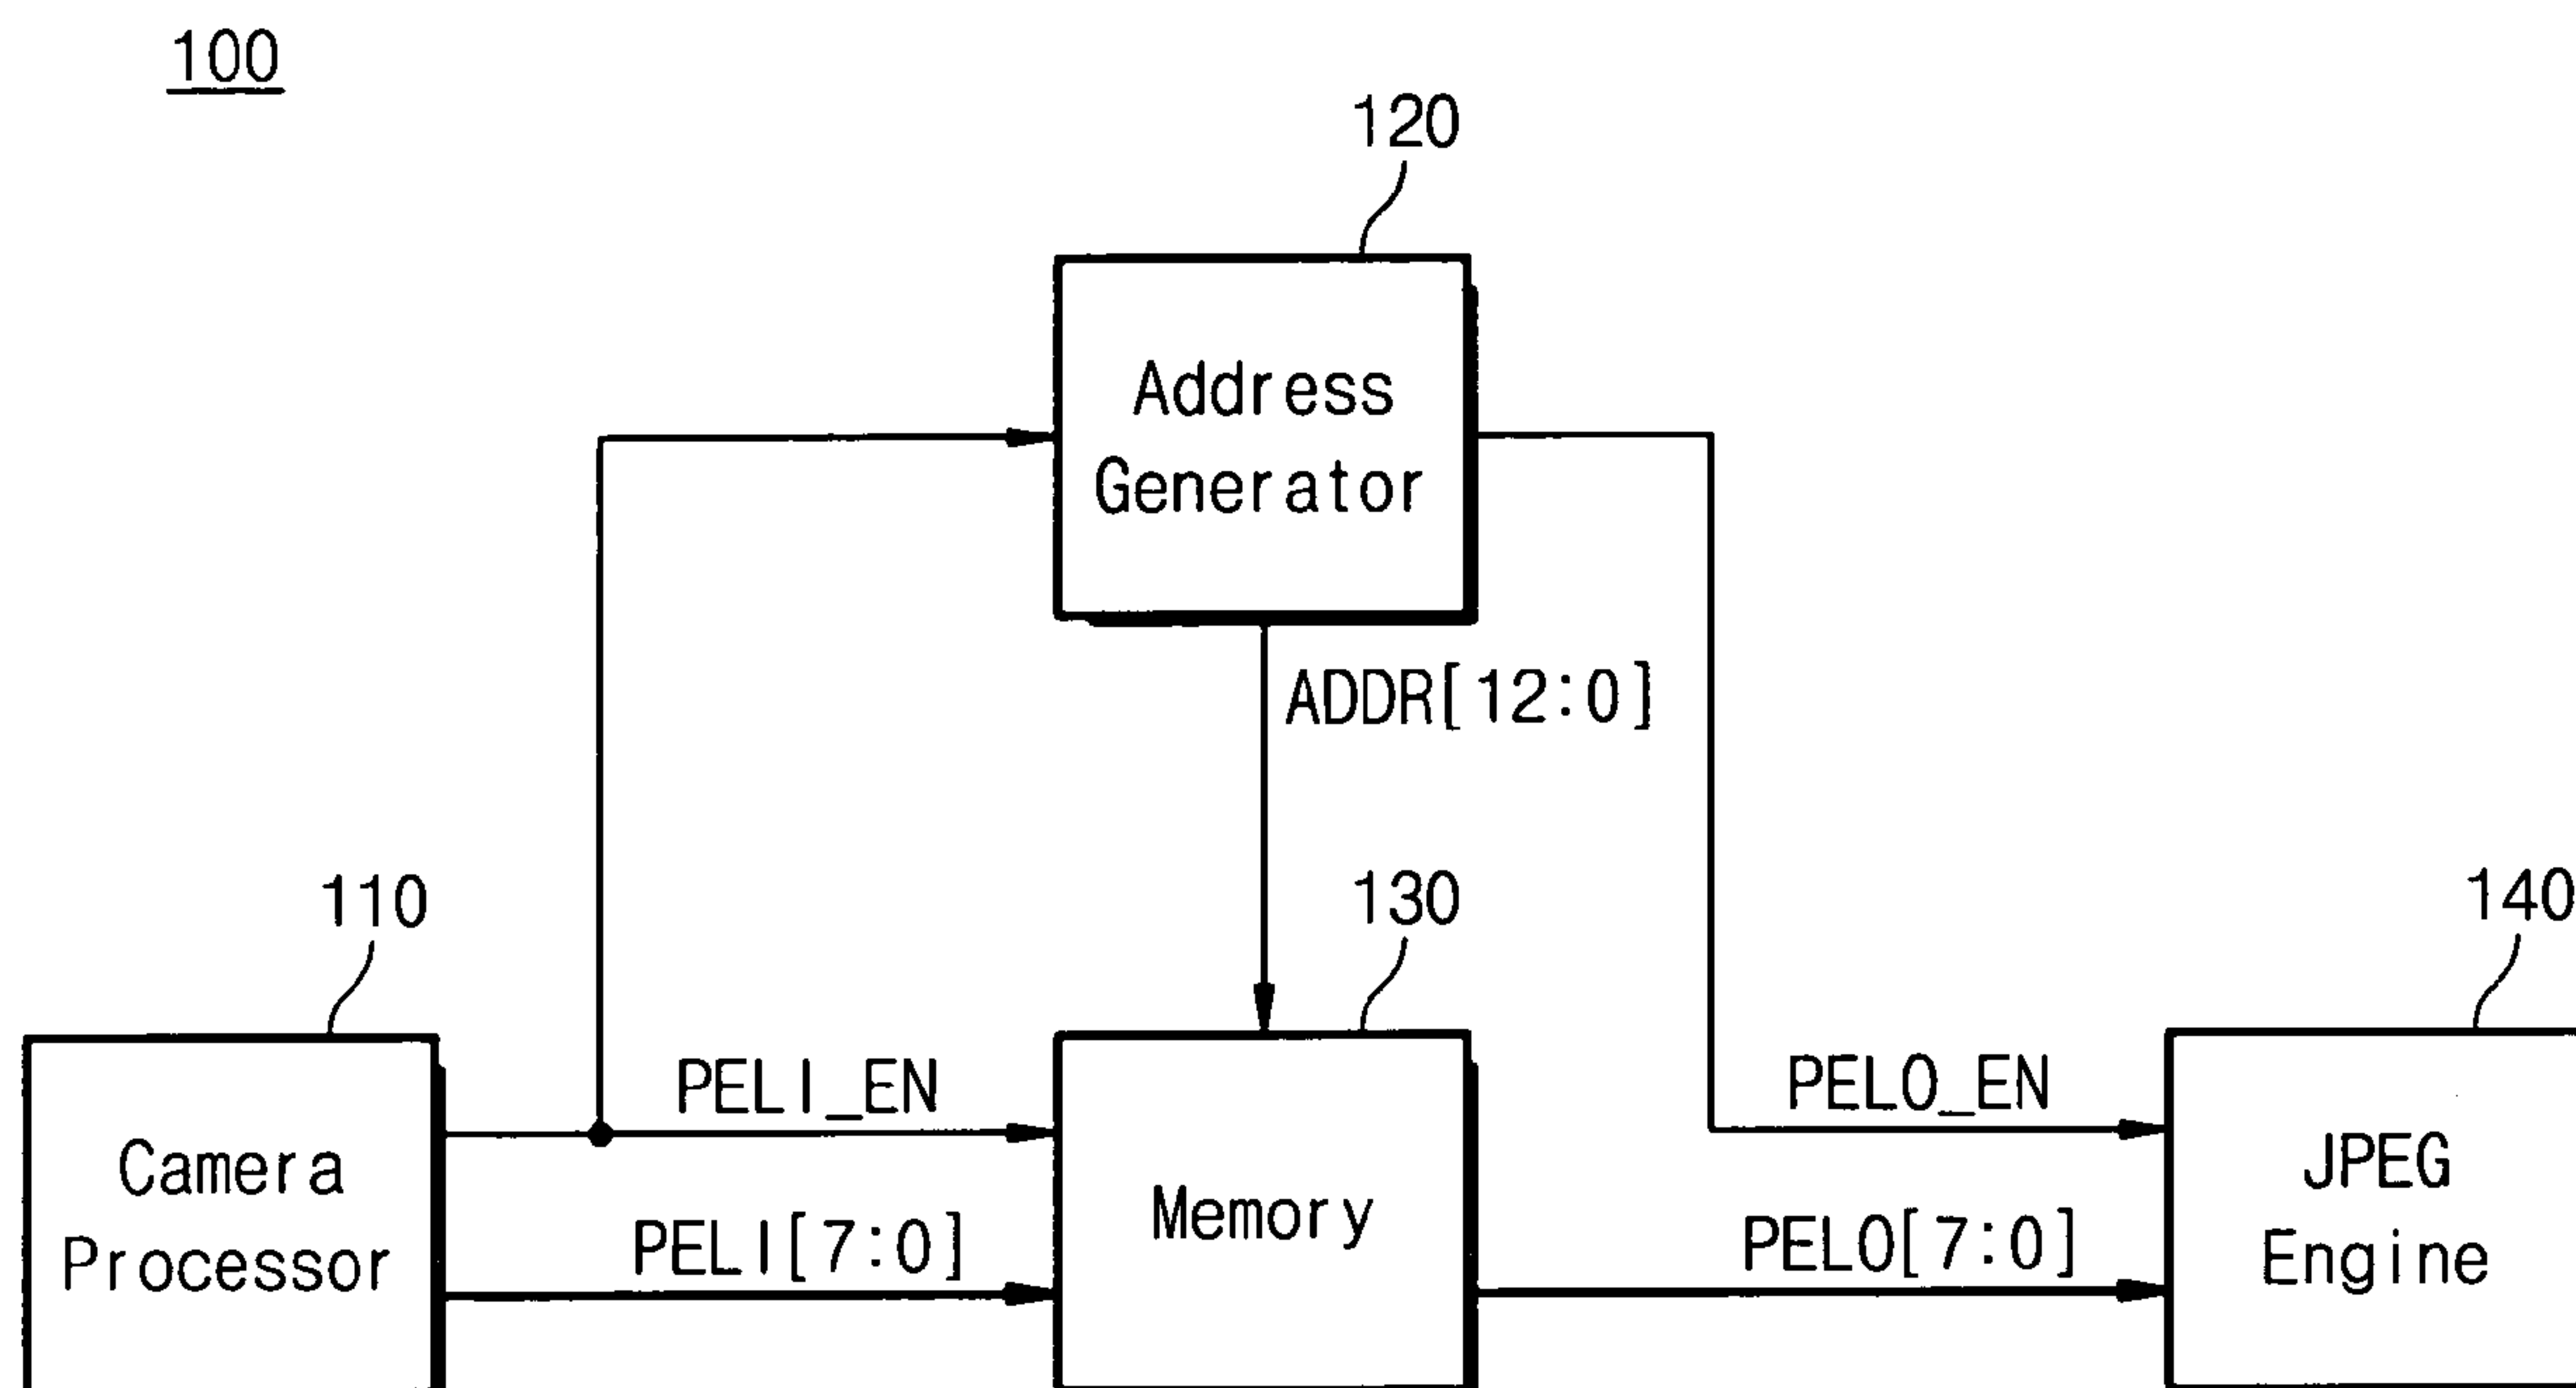 100
120
Address
Generator
ADDR[12:0]
110
130
140
PELI_EN
PELO_EN
Camera
Processor
PELI[7:0]
Memory
PELO[7:0]
JPEG
Engine